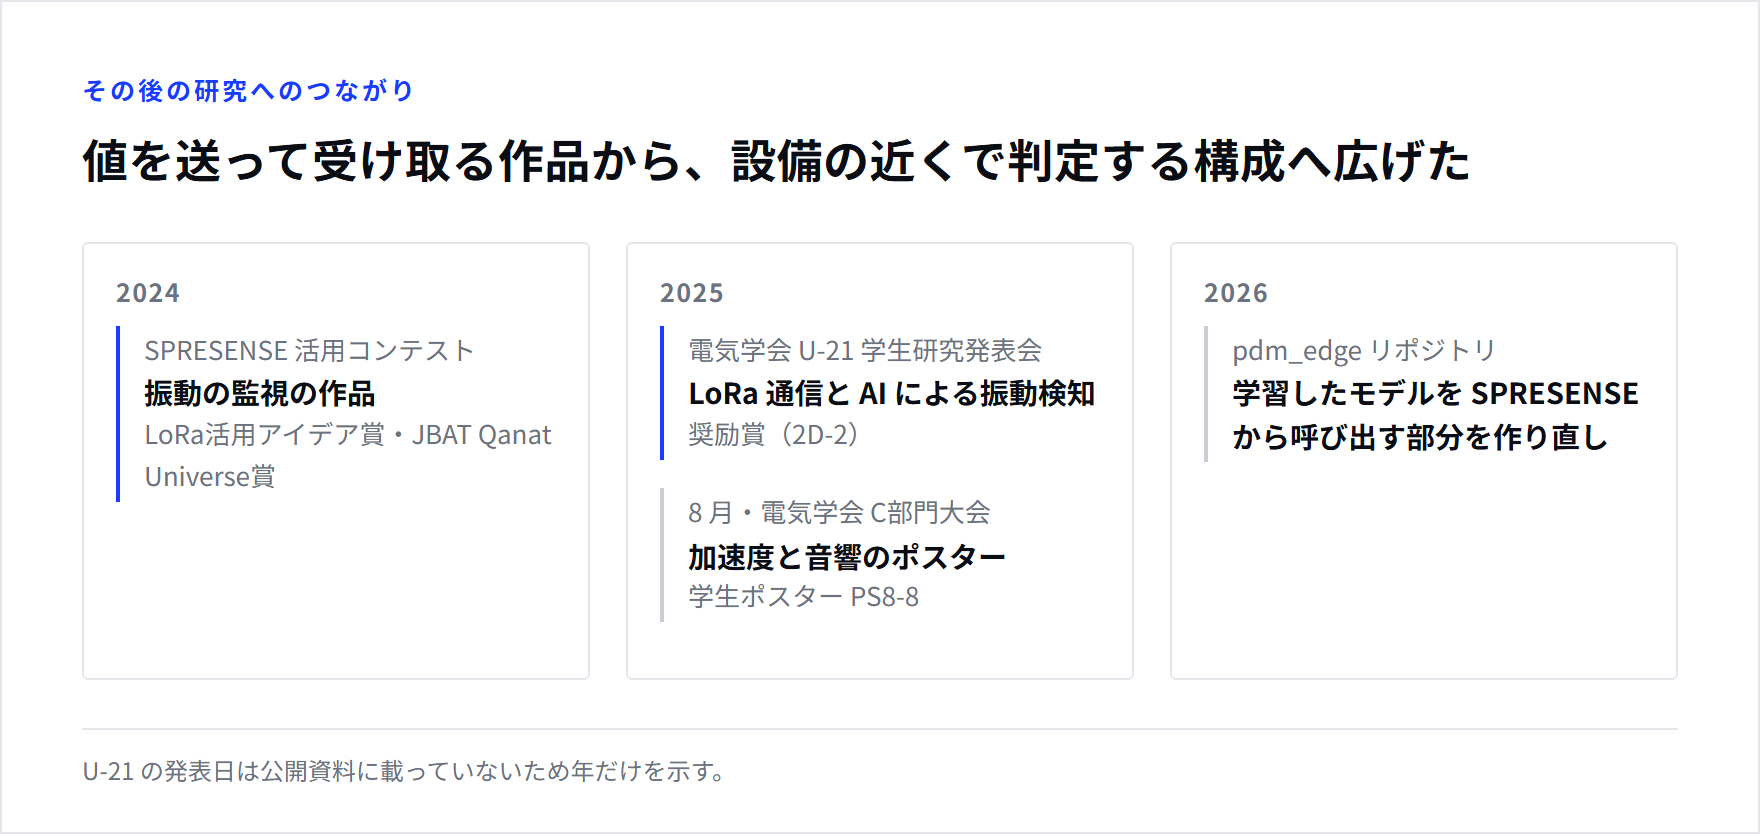 その後の研究へのつながり
値を送って受け取る作品から、設備の近くで判定する構成へ広げた
2024
SPRESENSE 活用コンテスト
振動の監視の作品
LoRa活用アイデア賞・JBAT Qanat
Universe賞
2025
電気学会 U-21 学生研究発表会
LoRa 通信と AI による振動検知
奨励賞（2D-2）
8 月・電気学会 C部門大会
加速度と音響のポスター
学生ポスター PS8-8
2026
pdm_edge リポジトリ
学習したモデルを SPRESENSE
から呼び出す部分を作り直し
U-21 の発表日は公開資料に載っていないため年だけを示す。